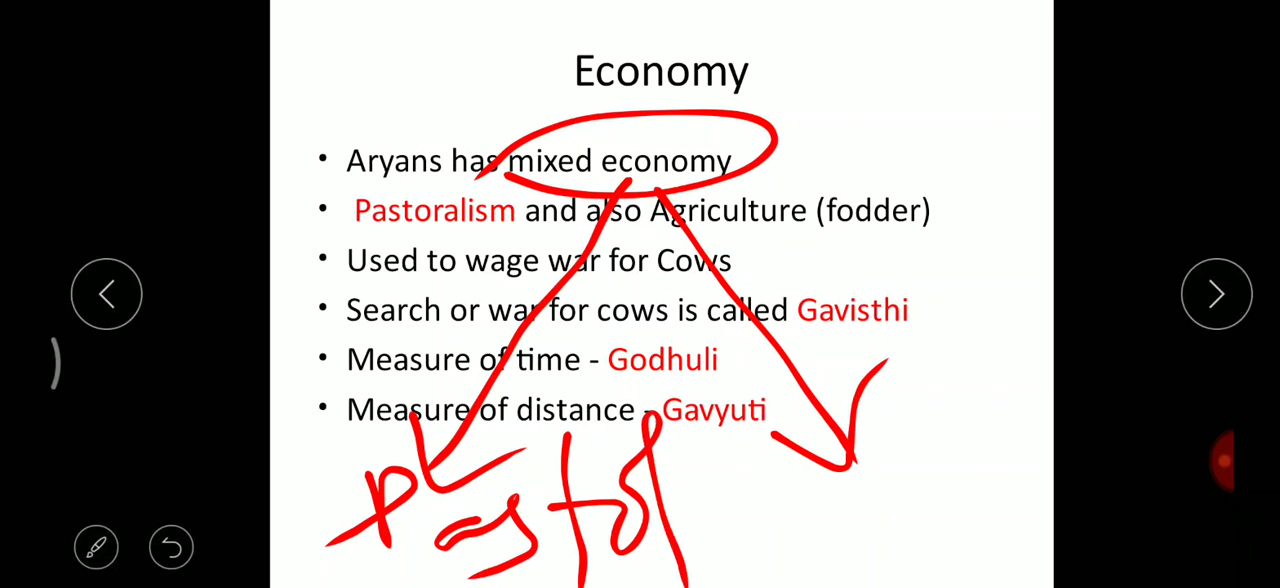 Economy
• Aryans has mixed economy
• Pastoralism and also Agriculture (fodder)
• Used to wage war for Cows
• Search or war for cows is called Gavisthi
• Measure of time - Godhuli
• Measure of distance - Gavyuti